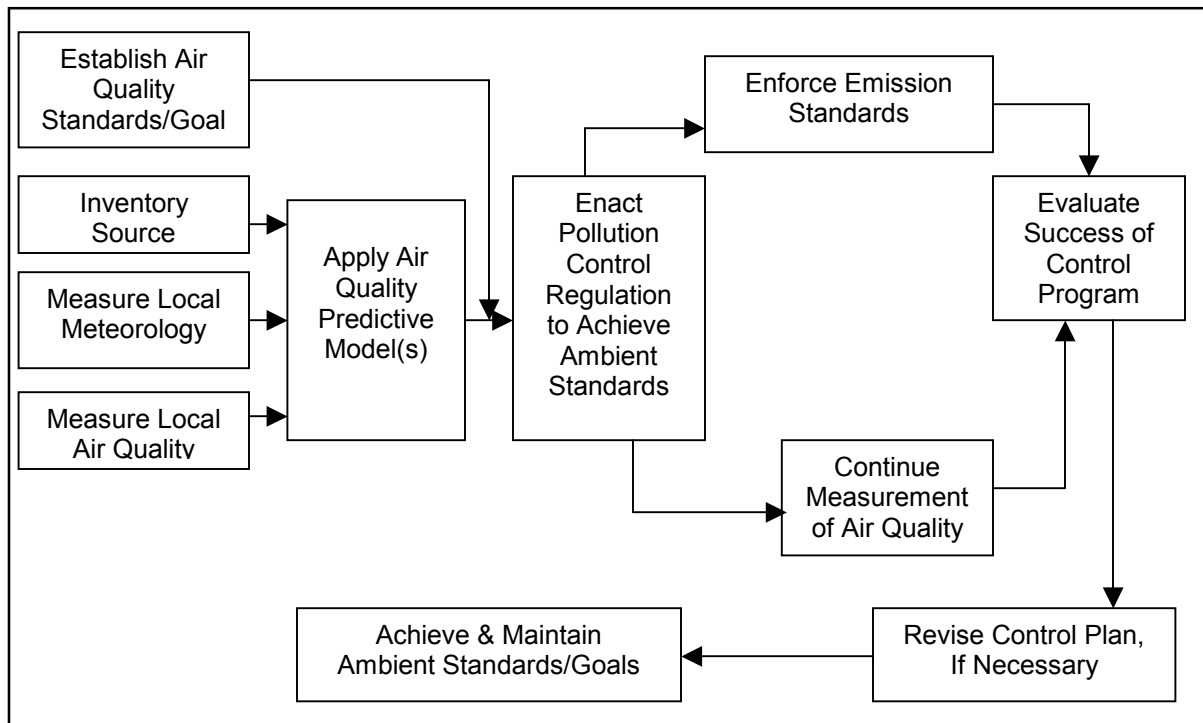 Establish Air
Quality
Standards/Goal
Inventory
Source
Measure Local
Meteorology
Measure Local
Air Quality
Apply Air
Quality
Predictive
Model(s)
Enact
Pollution
Control
Regulation
to Achieve
Ambient
Standards
Enforce Emission
Standards
Continue
Measurement
of Air Quality
Evaluate
Success of
Control
Program
Revise Control Plan,
If Necessary
Achieve & Maintain
Ambient Standards/Goals